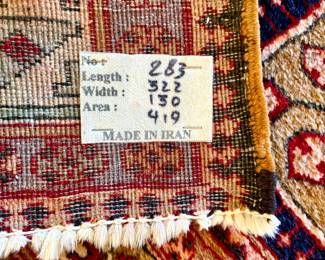 No : 283
Length : 322
Width : 130
Area : 419
MADE IN IRAN